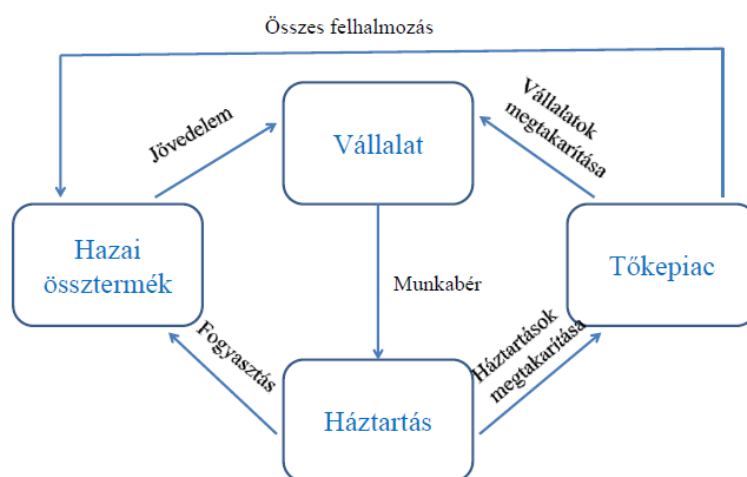 Összes felhalmozás
Jövedelem
Vállalat
Vállalatok
megtakarítása
Hazai
össztermék
Munkabér
Tőkepiac
Fogyasztás
Háztartás
Háztartások
megtakarítása